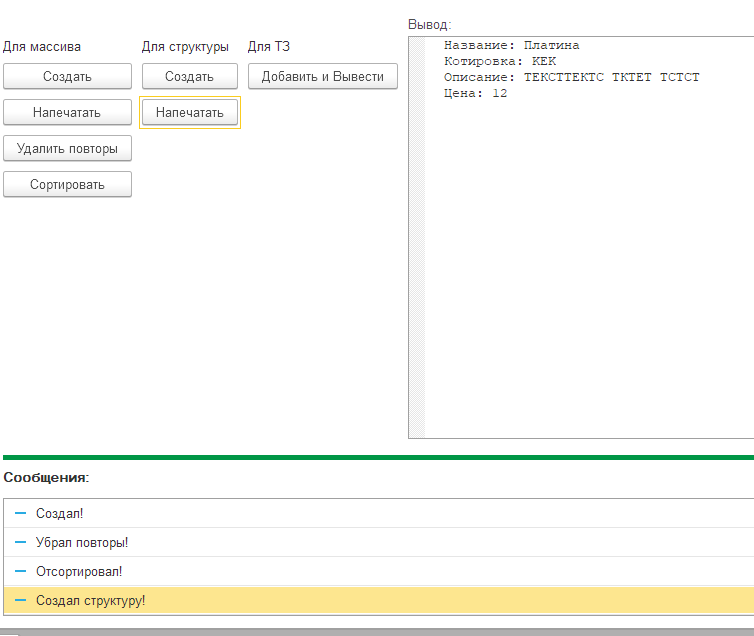 Вывод:
Для массива
Для структуры
Для ТЗ
Создать
Создать
Добавить и Вывести
Напечатать
Напечатать
Удалить повторы
Сортировать
Название: Платина
Котировка: КЕК
Описание: ТЕКСТТЕКТС ТКТЕТ ТСТСТ
Цена: 12
Сообщения:
Создал!
Убрал повторы!
Отсортировал!
Создал структуру!